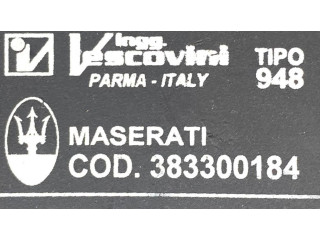 ingg.
Vescovini TIPO
PARMA - ITALY 948
MASERATI
COD. 383300184